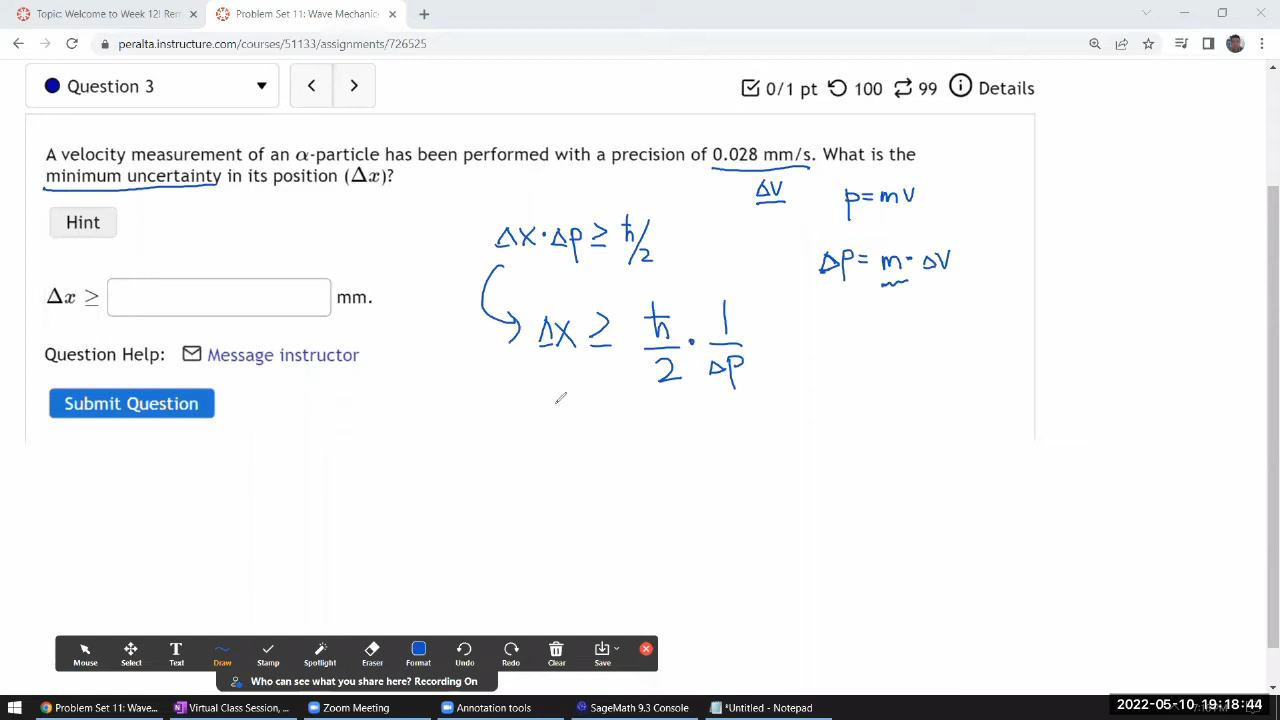 Topic: Welcome to Week 12! Rem
Problem Set 11: Wave Mechanic
peralta.instructure.com/courses/51133/assignments/726525
Question 3
0/1 pt 100 99 Details
A velocity measurement of an α-particle has been performed with a precision of 0.028 mm/s. What is the
minimum uncertainty in its position (Δx)?
Δv
p=mv
Hint
Δx·Δp ≥ ħ/2
Δp = m·Δv
Δx ≥ mm.
Δx ≥ ħ/2 · 1/Δp
Question Help: Message instructor
Submit Question
Mouse Select Text Draw Stamp Spotlight Eraser Format Undo Redo Clear Save
Who can see what you share here? Recording On
Problem Set 11: Wave...
Virtual Class Session, ...
Zoom Meeting
Annotation tools
SageMath 9.3 Console
*Untitled - Notepad
2022-05-10 19:18:44